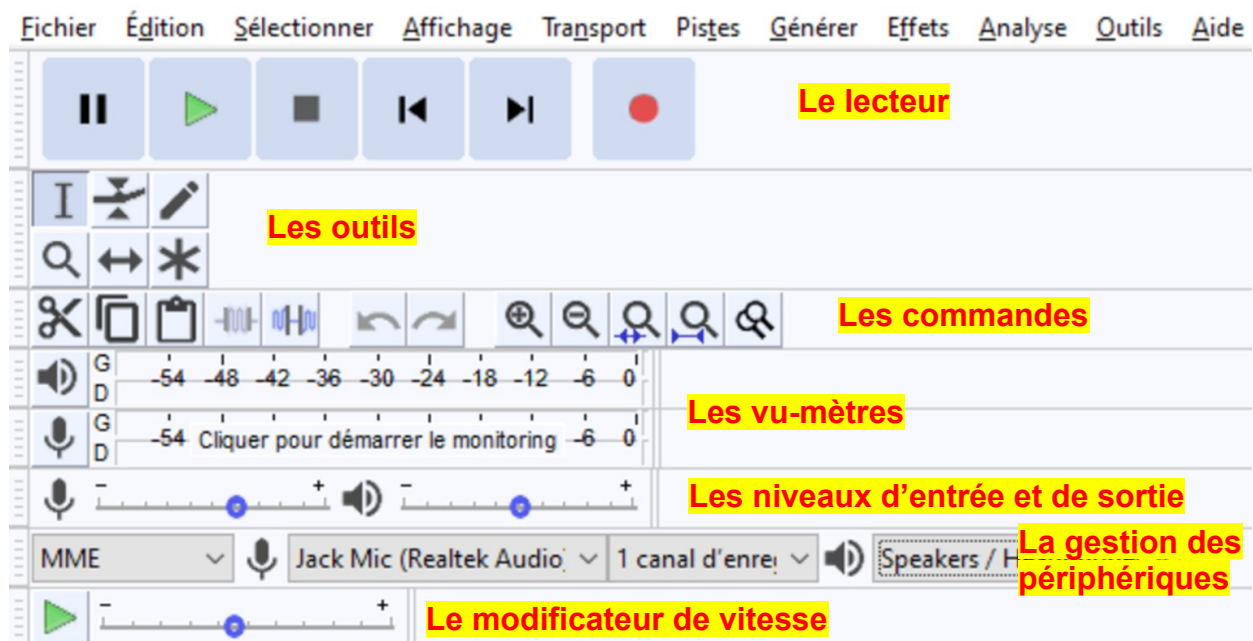 Fichier Édition Sélectionner Affichage Transport Pistes Générer Effets Analyse Outils Aide
Le lecteur
Les outils
Les commandes
G
D
-54 -48 -42 -36 -30 -24 -18 -12 -6 0
Les vu-mètres
G
D
-54 Cliquer pour démarrer le monitoring -6 0
- + - +
Les niveaux d’entrée et de sortie
MME Jack Mic (Realtek Audio) 1 canal d'enre Speakers / H
La gestion des
périphériques
- +
Le modificateur de vitesse